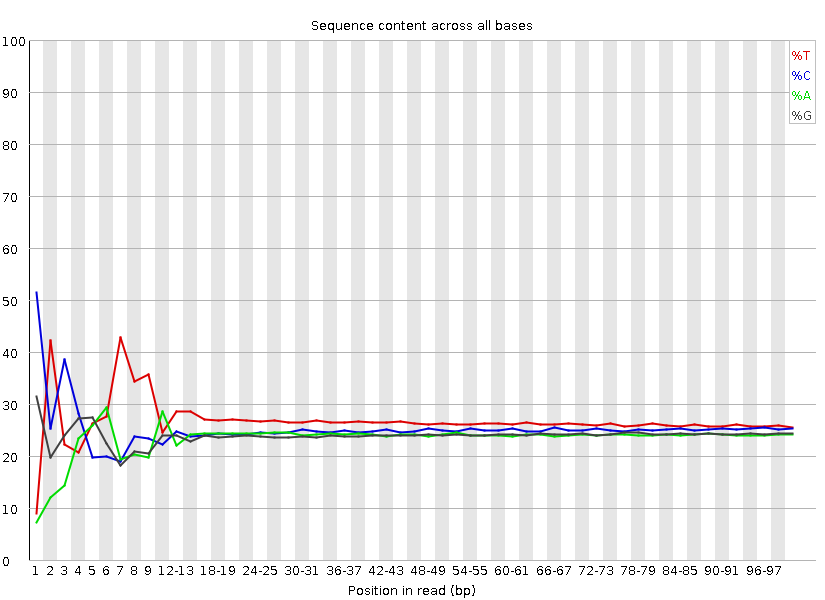 Sequence content across all bases
100
90
80
70
60
50
40
30
20
10
0
%T
%C
%A
%G
1 2 3 4 5 6 7 8 9 12-13 18-19 24-25 30-31 36-37 42-43 48-49 54-55 60-61 66-67 72-73 78-79 84-85 90-91 96-97
Position in read (bp)